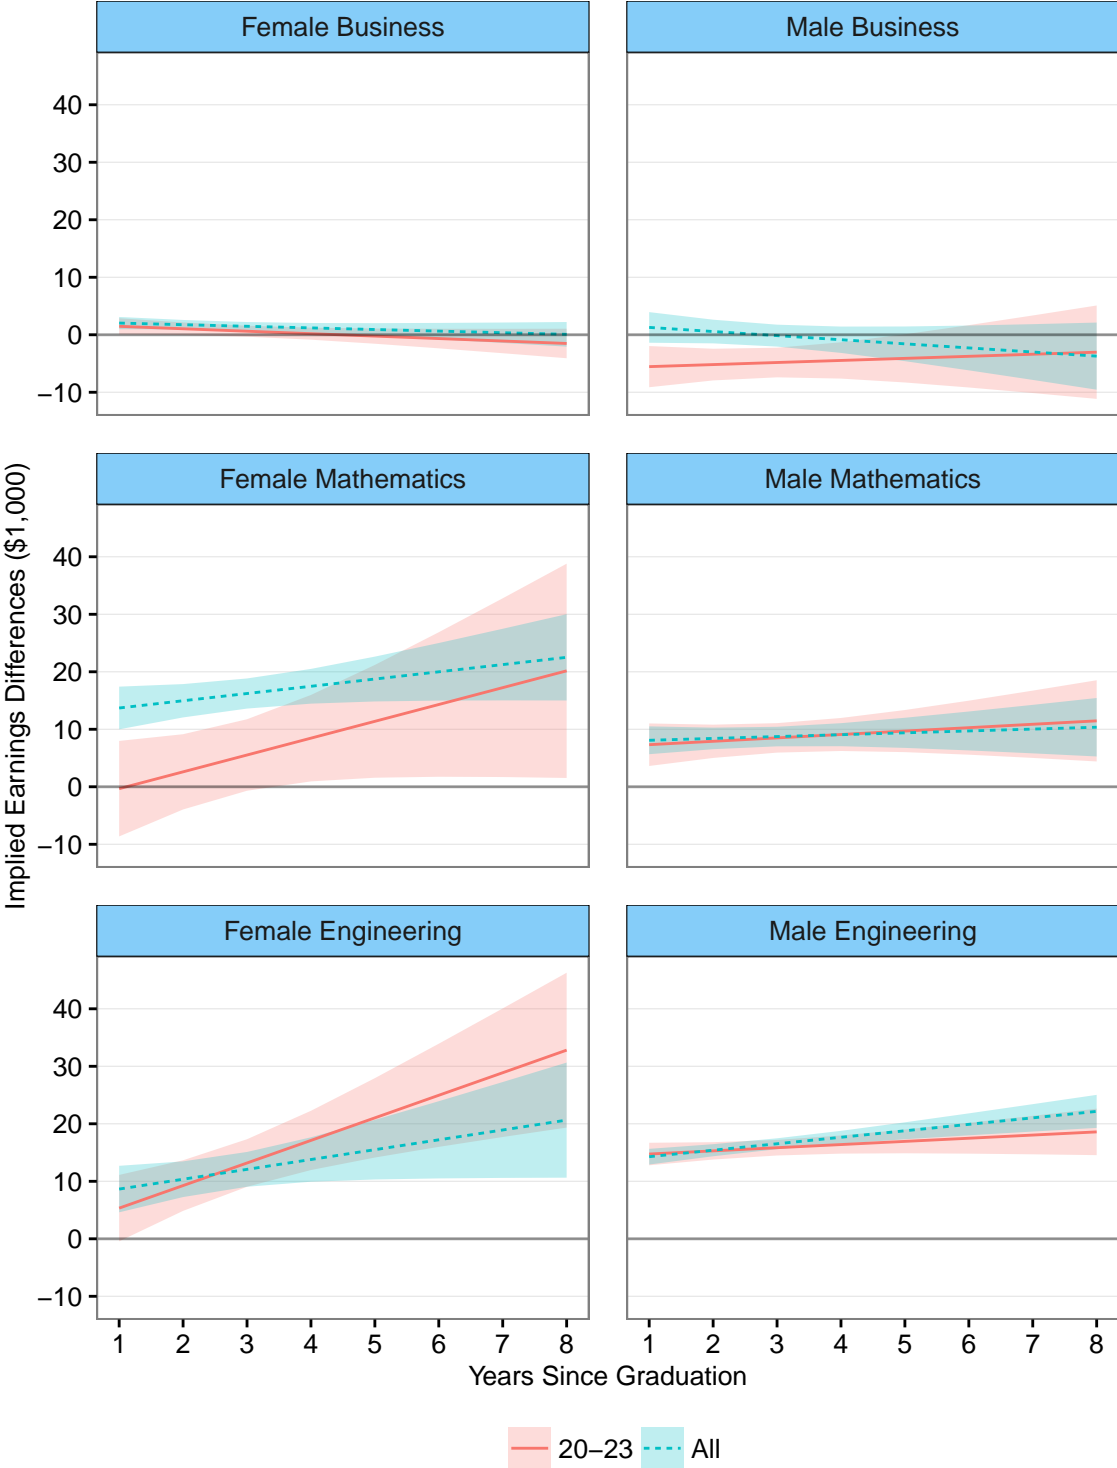 Female Business
Male Business
40
30
20
10
0
−10
Female Mathematics
Male Mathematics
40
30
20
10
0
−10
Female Engineering
Male Engineering
40
30
20
10
0
−10
Implied Earnings Differences ($1,000)
1 2 3 4 5 6 7 8
1 2 3 4 5 6 7 8
Years Since Graduation
20−23 All